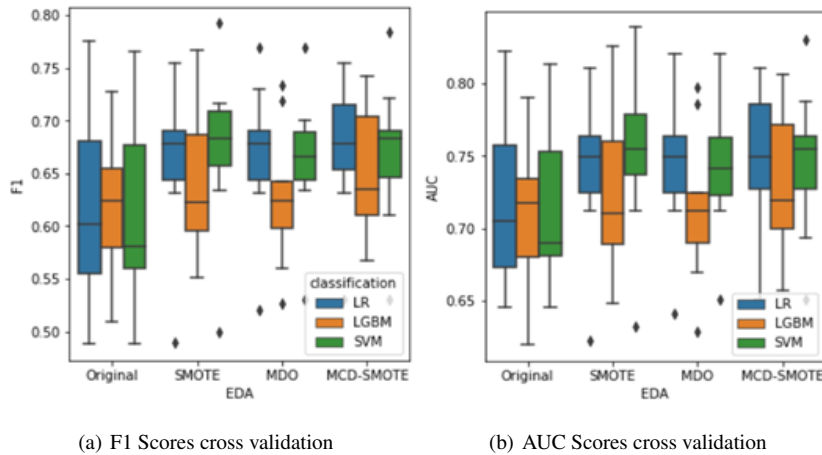 0.80
0.75
0.70
0.65
0.60
0.55
0.50
F1
classification
LR
LGBM
SVM
Original SMOTE MDO MCD-SMOTE
EDA
(a) F1 Scores cross validation
0.80
0.75
0.70
0.65
AUC
LR
LGBM
SVM
Original SMOTE MDO MCD-SMOTE
EDA
(b) AUC Scores cross validation